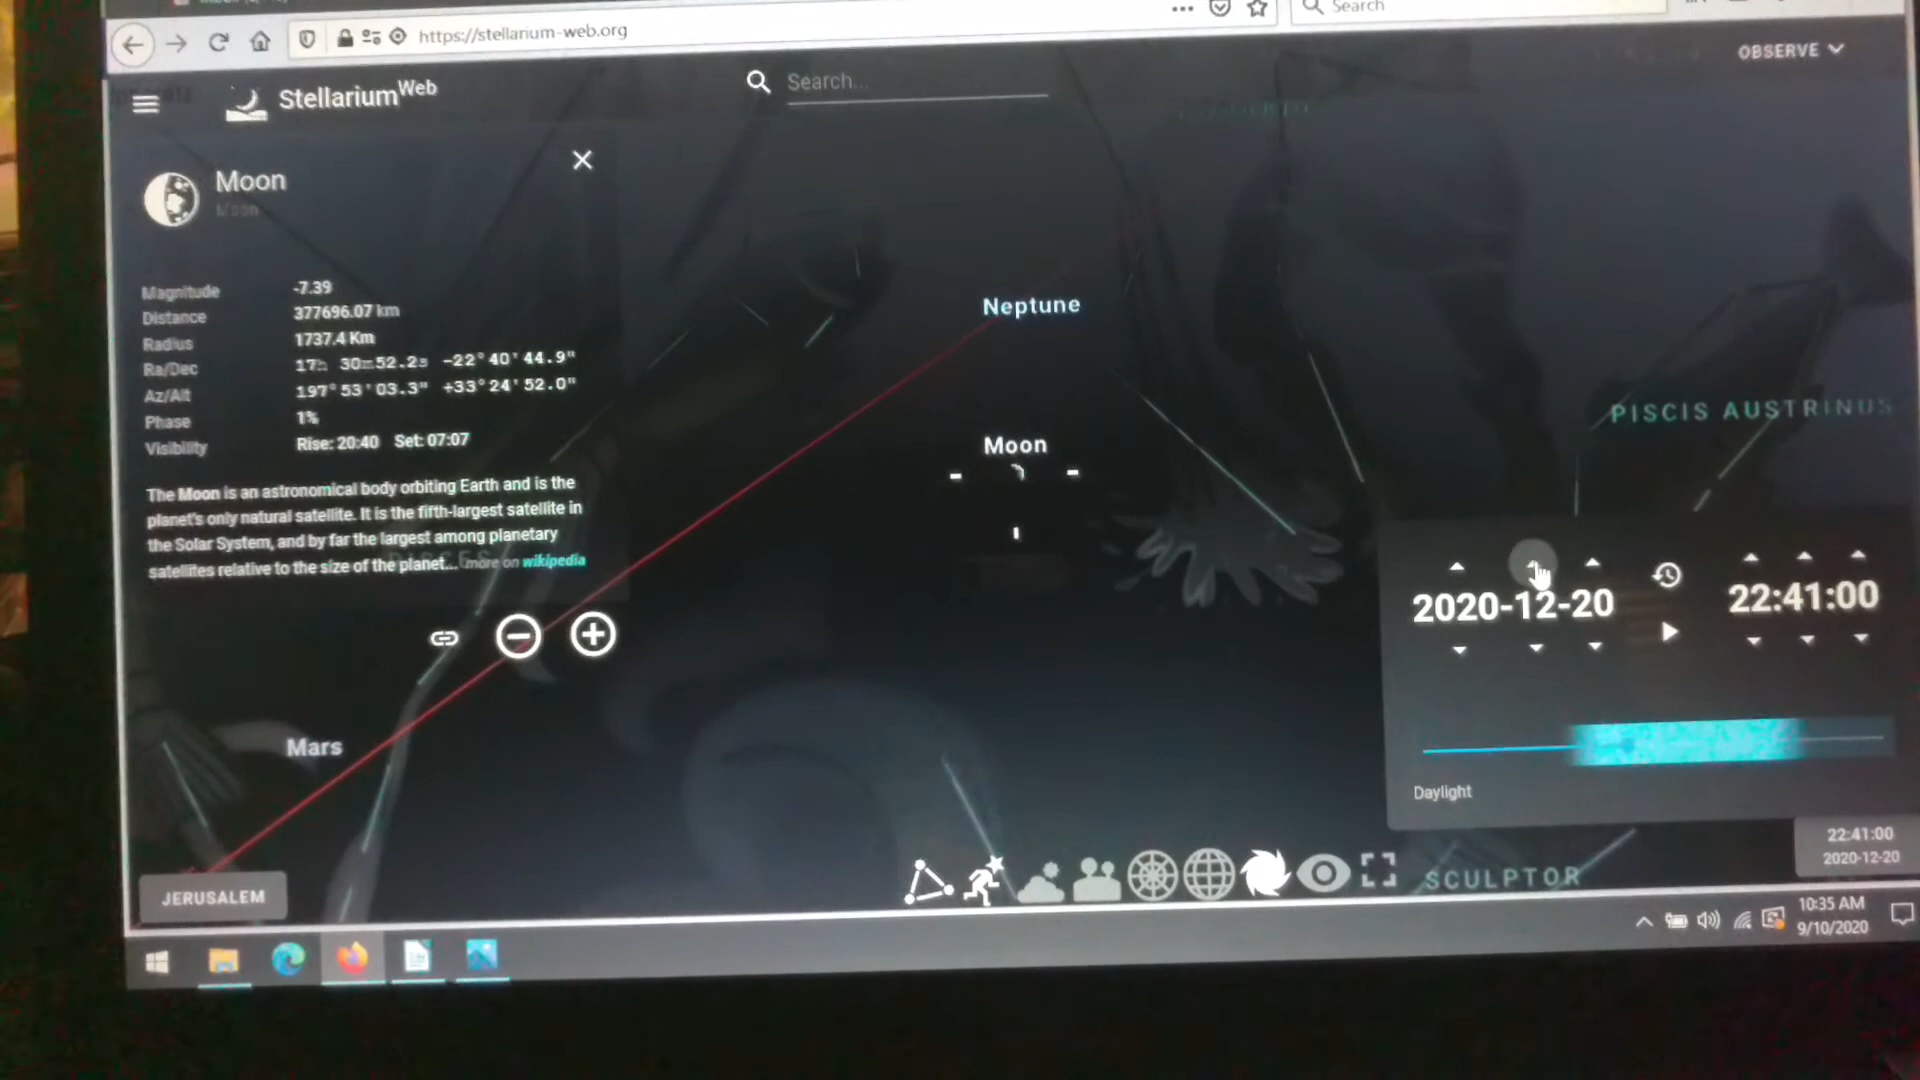 https://stellarium-web.org
Search
OBSERVE
StellariumWeb
Search...
Moon
Moon
Magnitude -7.39
Distance 377696.07 km
Radius 1737.4 Km
Ra/Dec 17h 30m52.2s -22°40'44.9"
Az/Alt 197°53'03.3" +33°24'52.0"
Phase 1%
Visibility Rise: 20:40 Set: 07:07
The Moon is an astronomical body orbiting Earth and is the
planet's only natural satellite. It is the fifth-largest satellite in
the Solar System, and by far the largest among planetary
satellites relative to the size of the planet... more on wikipedia
PISCES
Neptune
Moon
Mars
PISCIS AUSTRINUS
2020-12-20
22:41:00
Daylight
22:41:00
2020-12-20
SCULPTOR
JERUSALEM
10:35 AM
9/10/2020